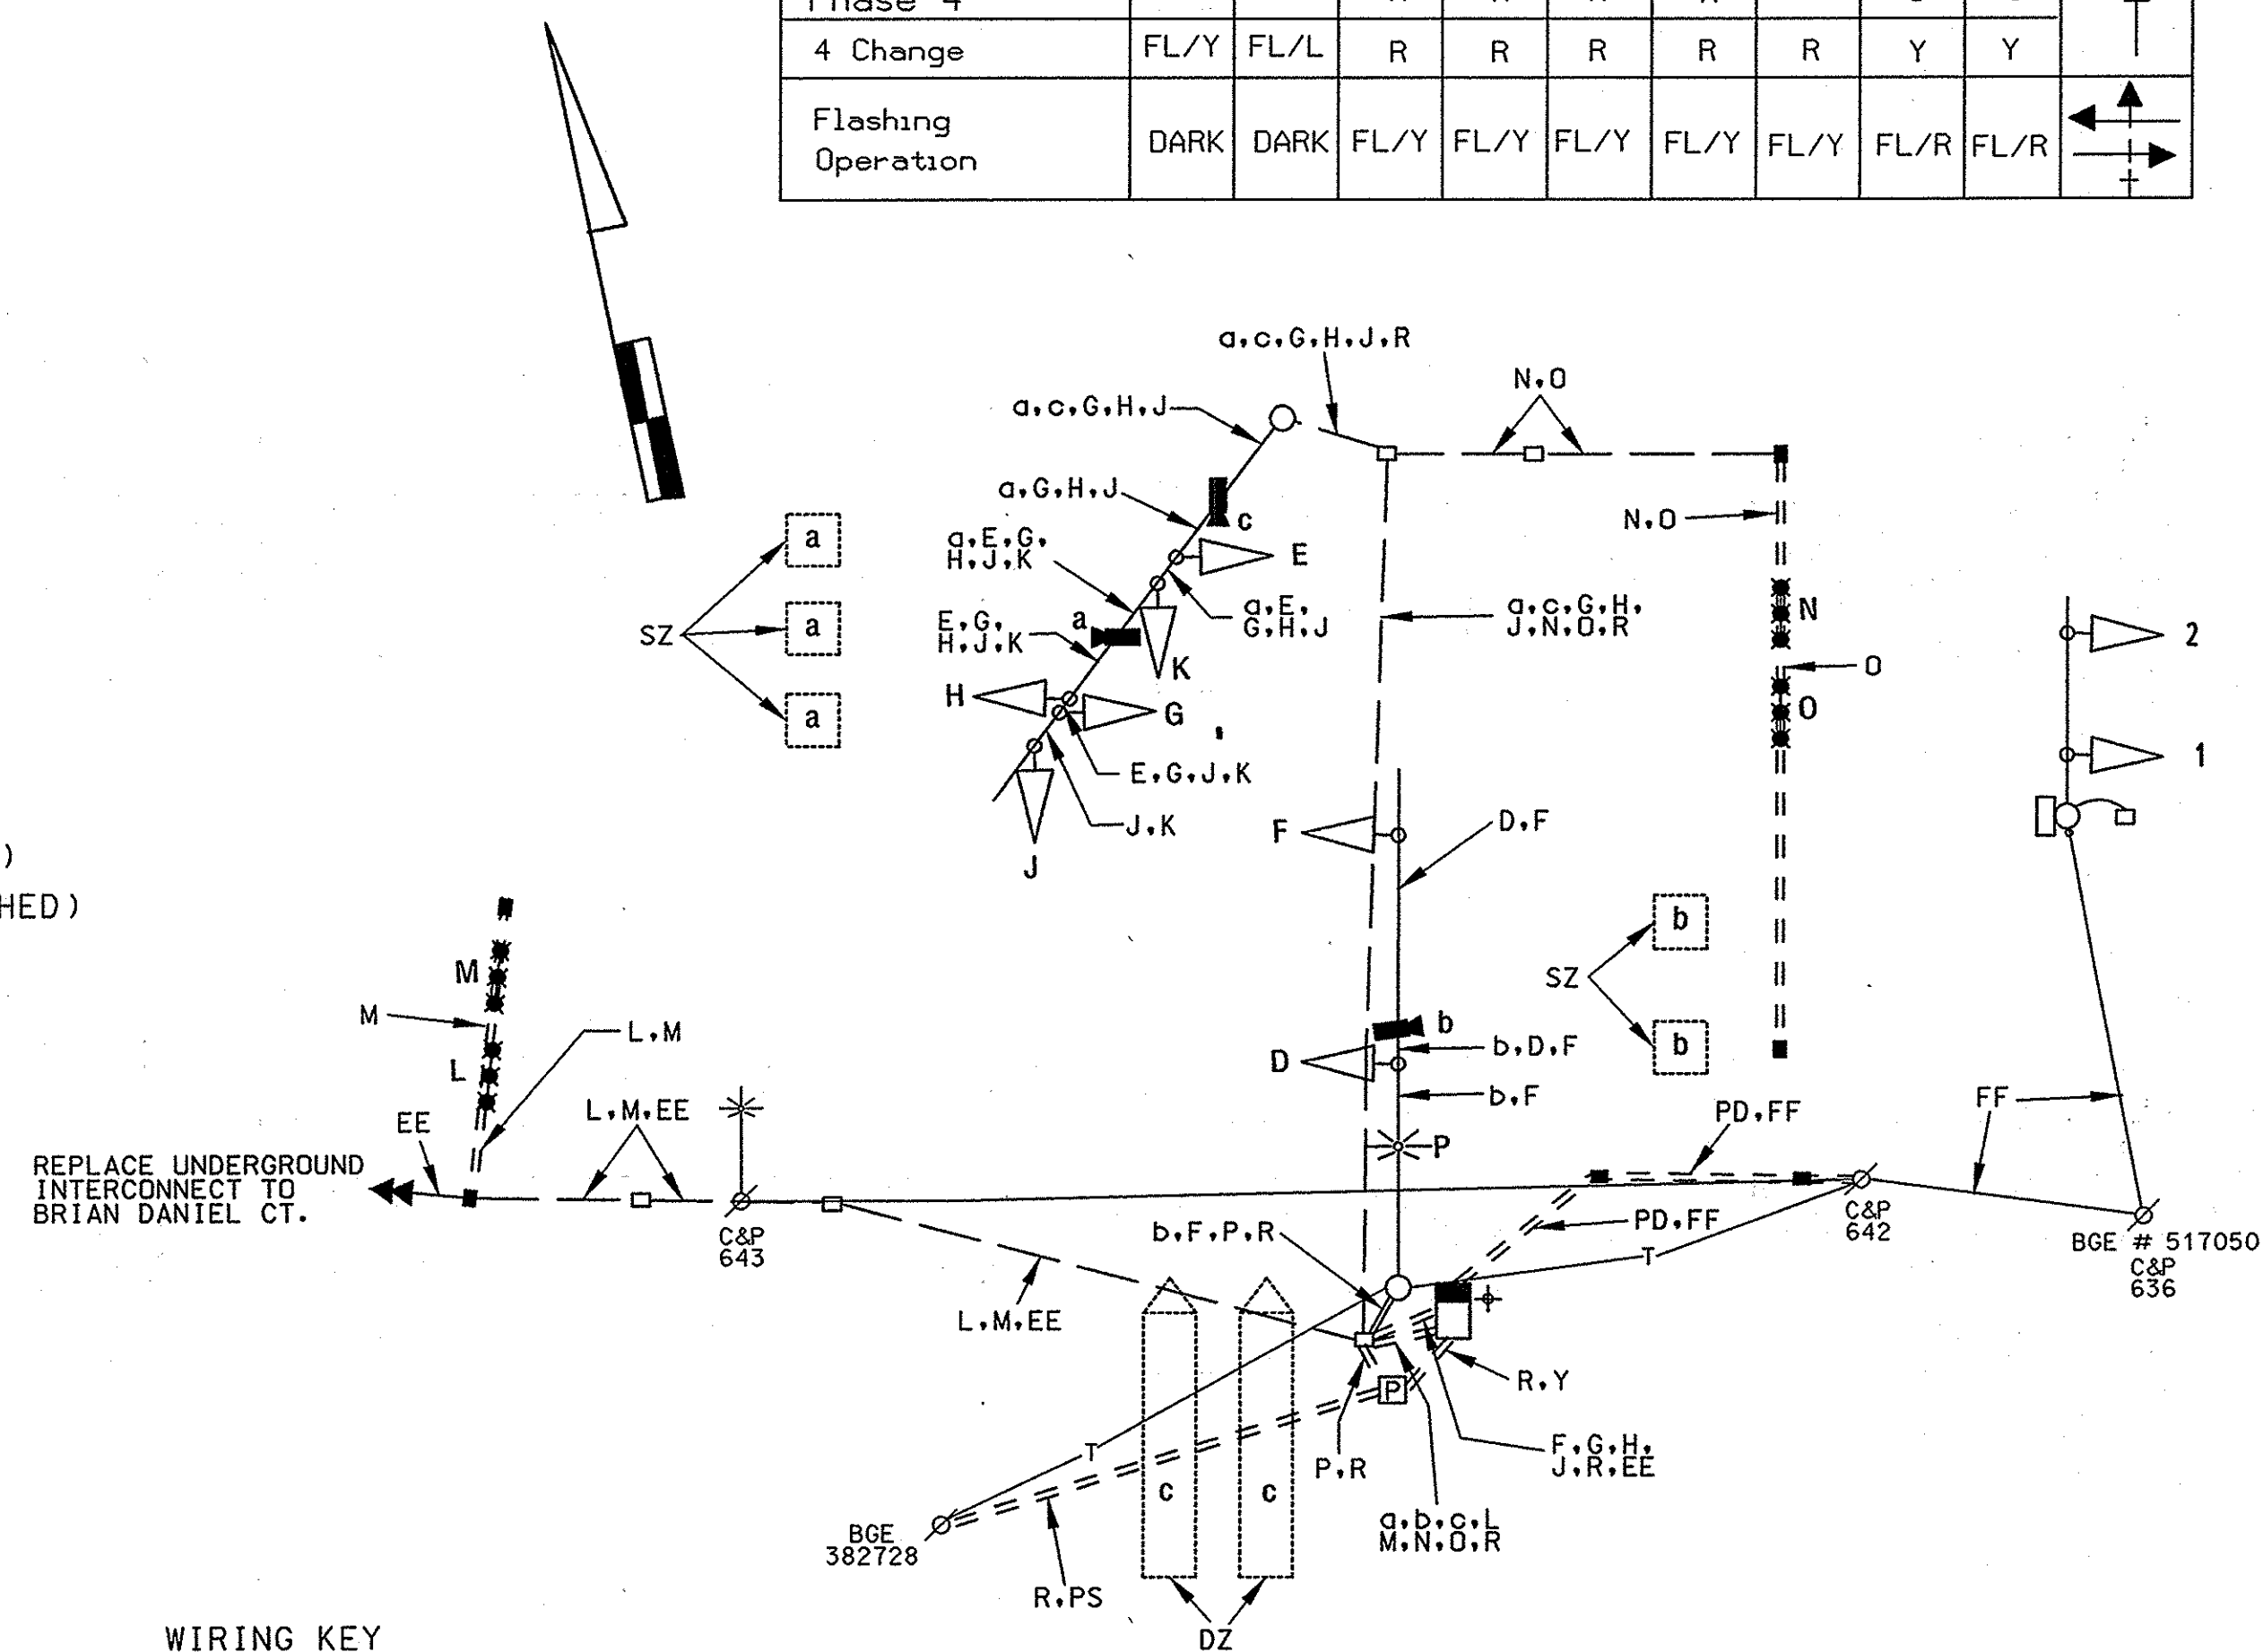 4 Change FL/Y FL/L R R R R R Y Y
Flashing
Operation
DARK DARK FL/Y FL/Y FL/Y FL/Y FL/Y FL/R FL/R
a,c,G,H,J,R
N,O
a,c,G,H,J
a,G,H,J
c
N,O
a
a,E,G,
H,J,K
E
SZ
a
E,G,
H,J,K
a
a,E,
G,H,J
a,c,G,H,
J,N,O,R
N
2
K
O
H
G
O
a
E,G,J,K
1
J,K
F
D,F
J
)
HED)
M
b
SZ
M
L,M
b
b,D,F
b
L
D
b,F
EE
L,M,EE
PD,FF
FF
P
REPLACE UNDERGROUND
INTERCONNECT TO
BRIAN DANIEL CT.
C&P
643
b,F,P,R
PD,FF
C&P
642
BGE # 517050
C&P
636
T
L,M,EE
R,Y
P
T
P,R
F,G,H,
J,R,EE
c
c
a,b,c,L
M,N,O,R
BGE
382728
R,PS
DZ
WIRING KEY